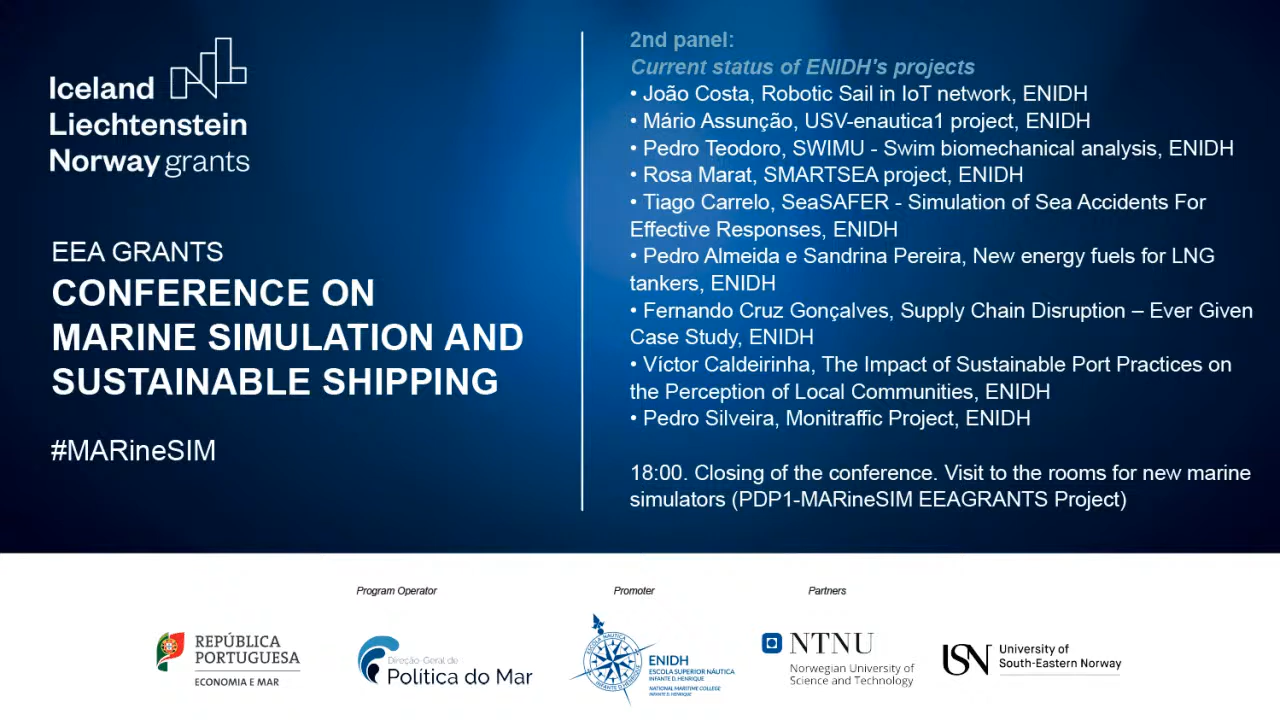 Iceland
Liechtenstein
Norway grants
EEA GRANTS
CONFERENCE ON
MARINE SIMULATION AND
SUSTAINABLE SHIPPING
#MARineSIM
2nd panel:
Current status of ENIDH's projects
• João Costa, Robotic Sail in IoT network, ENIDH
• Mário Assunção, USV-enautica1 project, ENIDH
• Pedro Teodoro, SWIMU - Swim biomechanical analysis, ENIDH
• Rosa Marat, SMARTSEA project, ENIDH
• Tiago Carrelo, SeaSAFER - Simulation of Sea Accidents For
Effective Responses, ENIDH
• Pedro Almeida e Sandrina Pereira, New energy fuels for LNG
tankers, ENIDH
• Fernando Cruz Gonçalves, Supply Chain Disruption – Ever Given
Case Study, ENIDH
• Víctor Caldeirinha, The Impact of Sustainable Port Practices on
the Perception of Local Communities, ENIDH
• Pedro Silveira, Monitraffic Project, ENIDH
18:00. Closing of the conference. Visit to the rooms for new marine
simulators (PDP1-MARineSIM EEAGRANTS Project)
Program Operator
Promoter
Partners
REPÚBLICA
PORTUGUESA
ECONOMIA E MAR
Direção-Geral de
Política do Mar
ESCOLA NÁUTICA
INFANTE D. HENRIQUE
ENIDH
ESCOLA SUPERIOR NÁUTICA
INFANTE D. HENRIQUE
NATIONAL MARITIME COLLEGE
INFANTE D. HENRIQUE
NTNU
Norwegian University of
Science and Technology
USN
University of
South-Eastern Norway